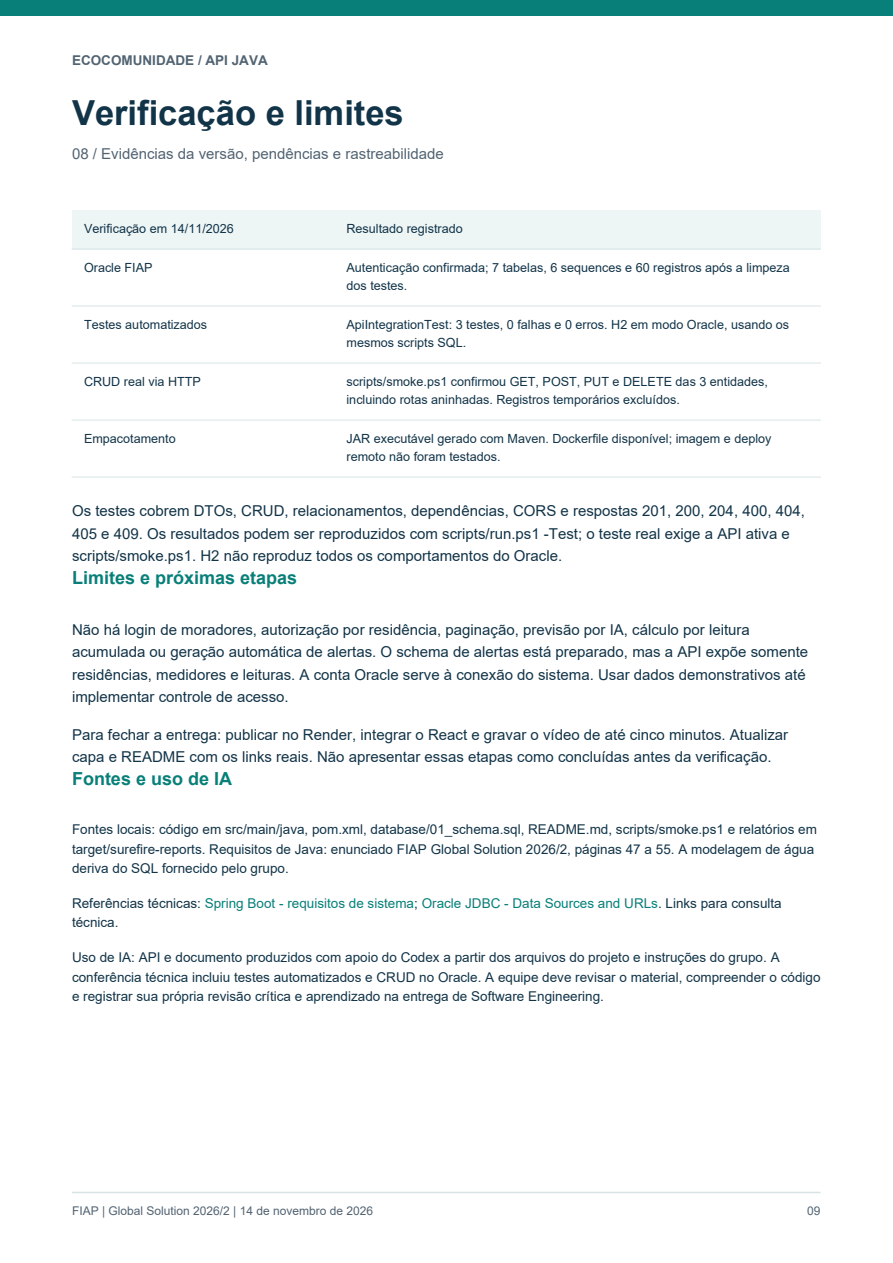 ECOCOMUNIDADE / API JAVA
Verificação e limites
08 / Evidências da versão, pendências e rastreabilidade
Verificação em 14/11/2026 Resultado registrado
Oracle FIAP Autenticação confirmada; 7 tabelas, 6 sequences e 60 registros após a limpeza
dos testes.
Testes automatizados ApiIntegrationTest: 3 testes, 0 falhas e 0 erros. H2 em modo Oracle, usando os
mesmos scripts SQL.
CRUD real via HTTP scripts/smoke.ps1 confirmou GET, POST, PUT e DELETE das 3 entidades,
incluindo rotas aninhadas. Registros temporários excluídos.
Empacotamento JAR executável gerado com Maven. Dockerfile disponível; imagem e deploy
remoto não foram testados.
Os testes cobrem DTOs, CRUD, relacionamentos, dependências, CORS e respostas 201, 200, 204, 400, 404,
405 e 409. Os resultados podem ser reproduzidos com scripts/run.ps1 -Test; o teste real exige a API ativa e
scripts/smoke.ps1. H2 não reproduz todos os comportamentos do Oracle.
Limites e próximas etapas
Não há login de moradores, autorização por residência, paginação, previsão por IA, cálculo por leitura
acumulada ou geração automática de alertas. O schema de alertas está preparado, mas a API expõe somente
residências, medidores e leituras. A conta Oracle serve à conexão do sistema. Usar dados demonstrativos até
implementar controle de acesso.
Para fechar a entrega: publicar no Render, integrar o React e gravar o vídeo de até cinco minutos. Atualizar
capa e README com os links reais. Não apresentar essas etapas como concluídas antes da verificação.
Fontes e uso de IA
Fontes locais: código em src/main/java, pom.xml, database/01_schema.sql, README.md, scripts/smoke.ps1 e relatórios em
target/surefire-reports. Requisitos de Java: enunciado FIAP Global Solution 2026/2, páginas 47 a 55. A modelagem de água
deriva do SQL fornecido pelo grupo.
Referências técnicas: Spring Boot - requisitos de sistema; Oracle JDBC - Data Sources and URLs. Links para consulta
técnica.
Uso de IA: API e documento produzidos com apoio do Codex a partir dos arquivos do projeto e instruções do grupo. A
conferência técnica incluiu testes automatizados e CRUD no Oracle. A equipe deve revisar o material, compreender o código
e registrar sua própria revisão crítica e aprendizado na entrega de Software Engineering.
FIAP | Global Solution 2026/2 | 14 de novembro de 2026 09